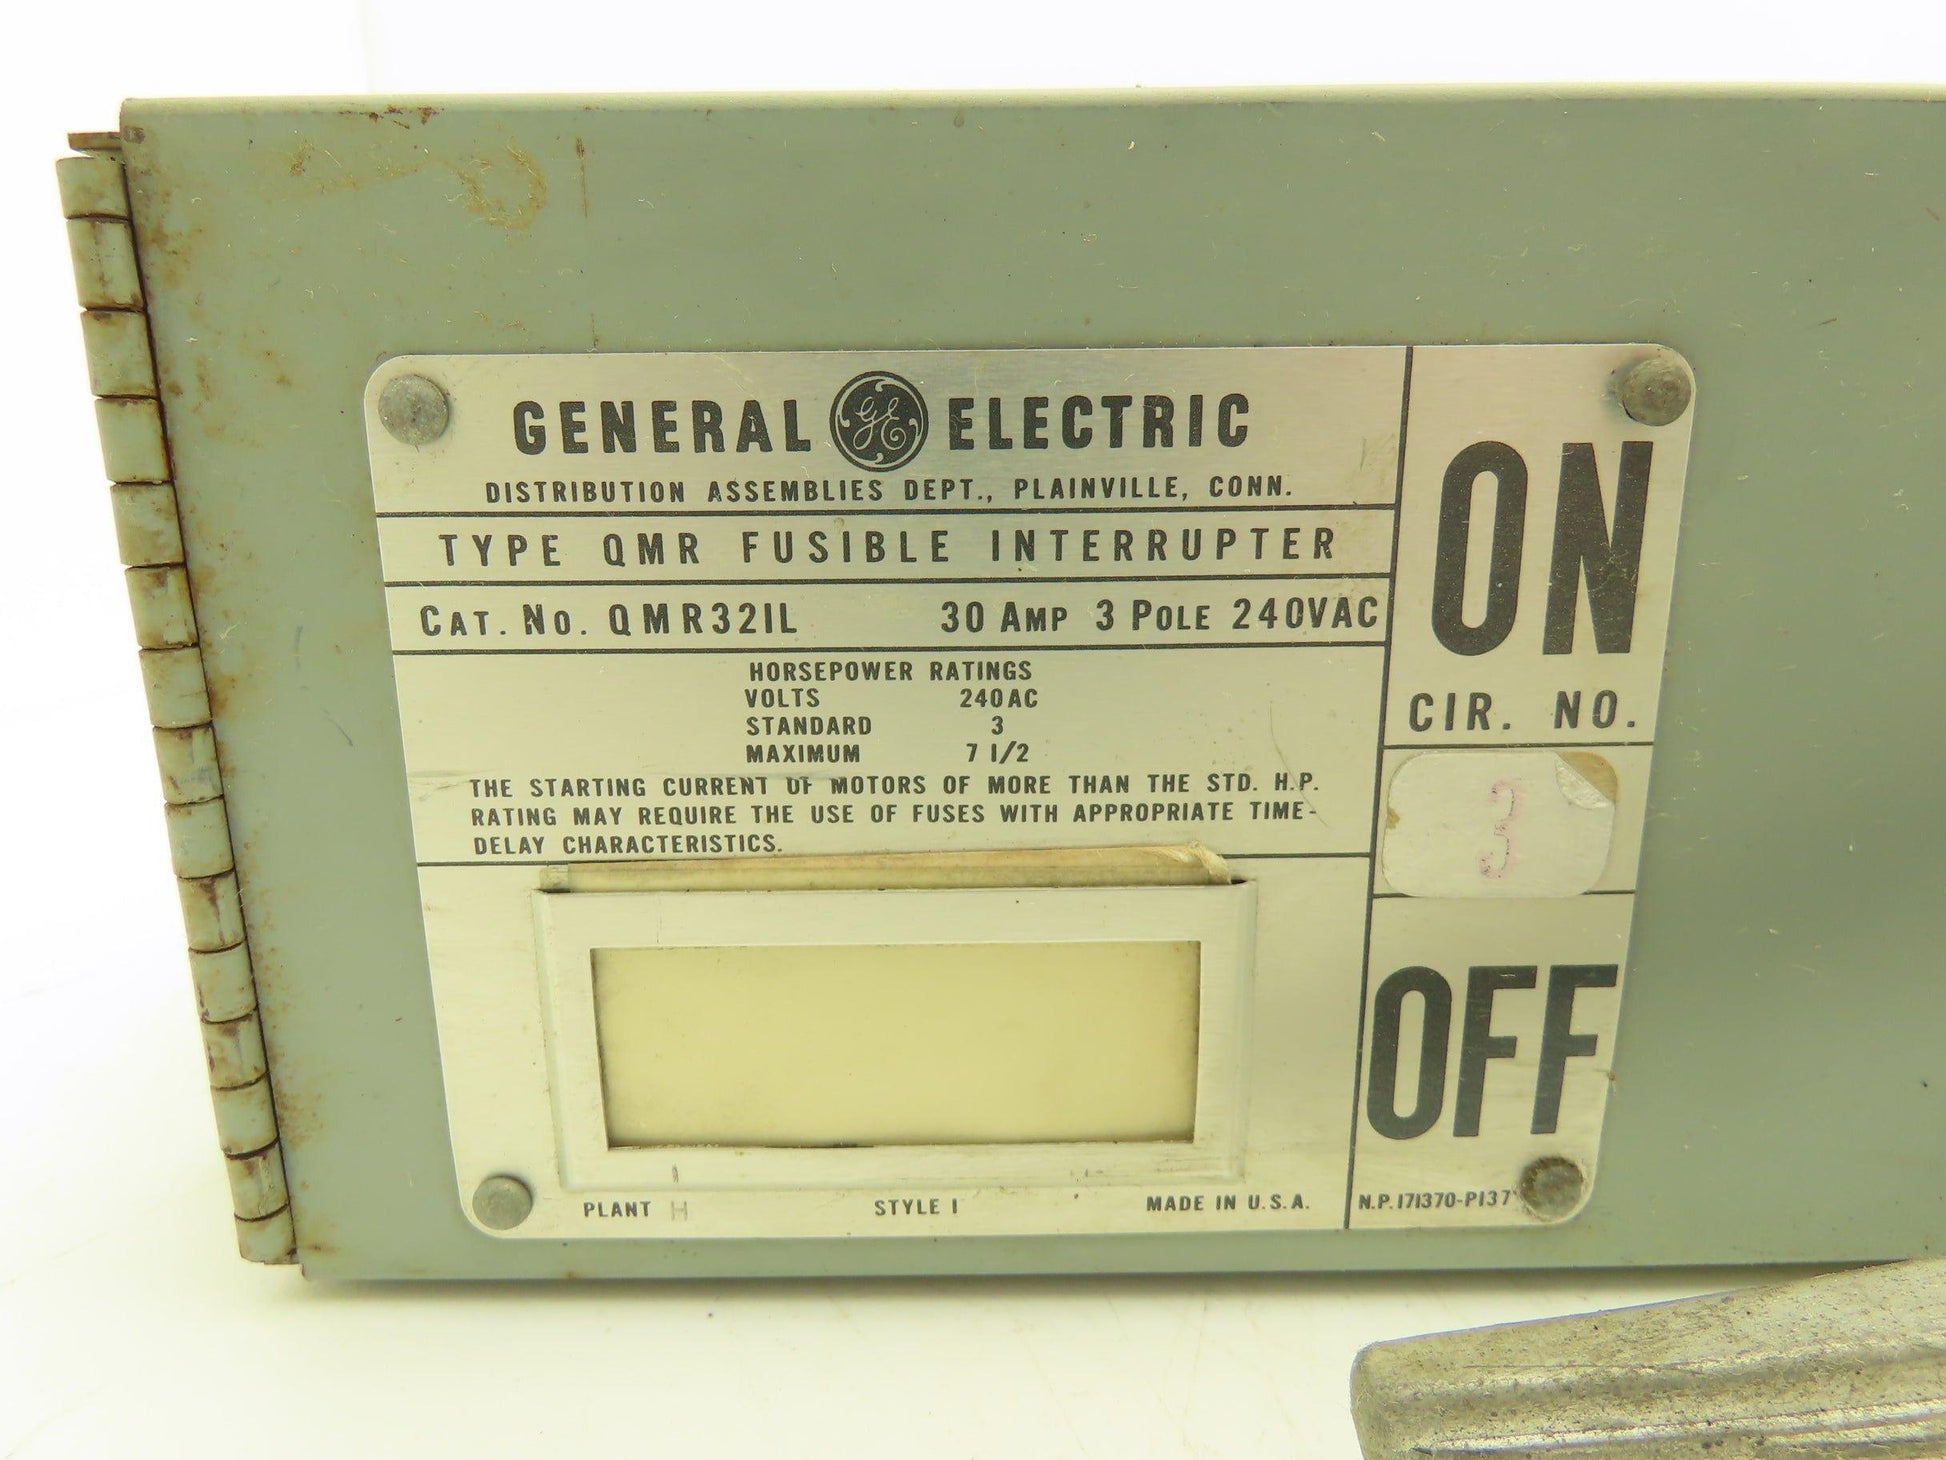 GENERAL GE ELECTRIC
DISTRIBUTION ASSEMBLIES DEPT., PLAINVILLE, CONN.
TYPE QMR FUSIBLE INTERRUPTER
CAT. NO. QMR321L 30 AMP 3 POLE 240VAC
HORSEPOWER RATINGS
VOLTS 240AC
STANDARD 3
MAXIMUM 7 1/2
THE STARTING CURRENT OF MOTORS OF MORE THAN THE STD. H.P.
RATING MAY REQUIRE THE USE OF FUSES WITH APPROPRIATE TIME-
DELAY CHARACTERISTICS.
PLANT H STYLE 1 MADE IN U.S.A.
ON
CIR. NO.
3
OFF
N.P.